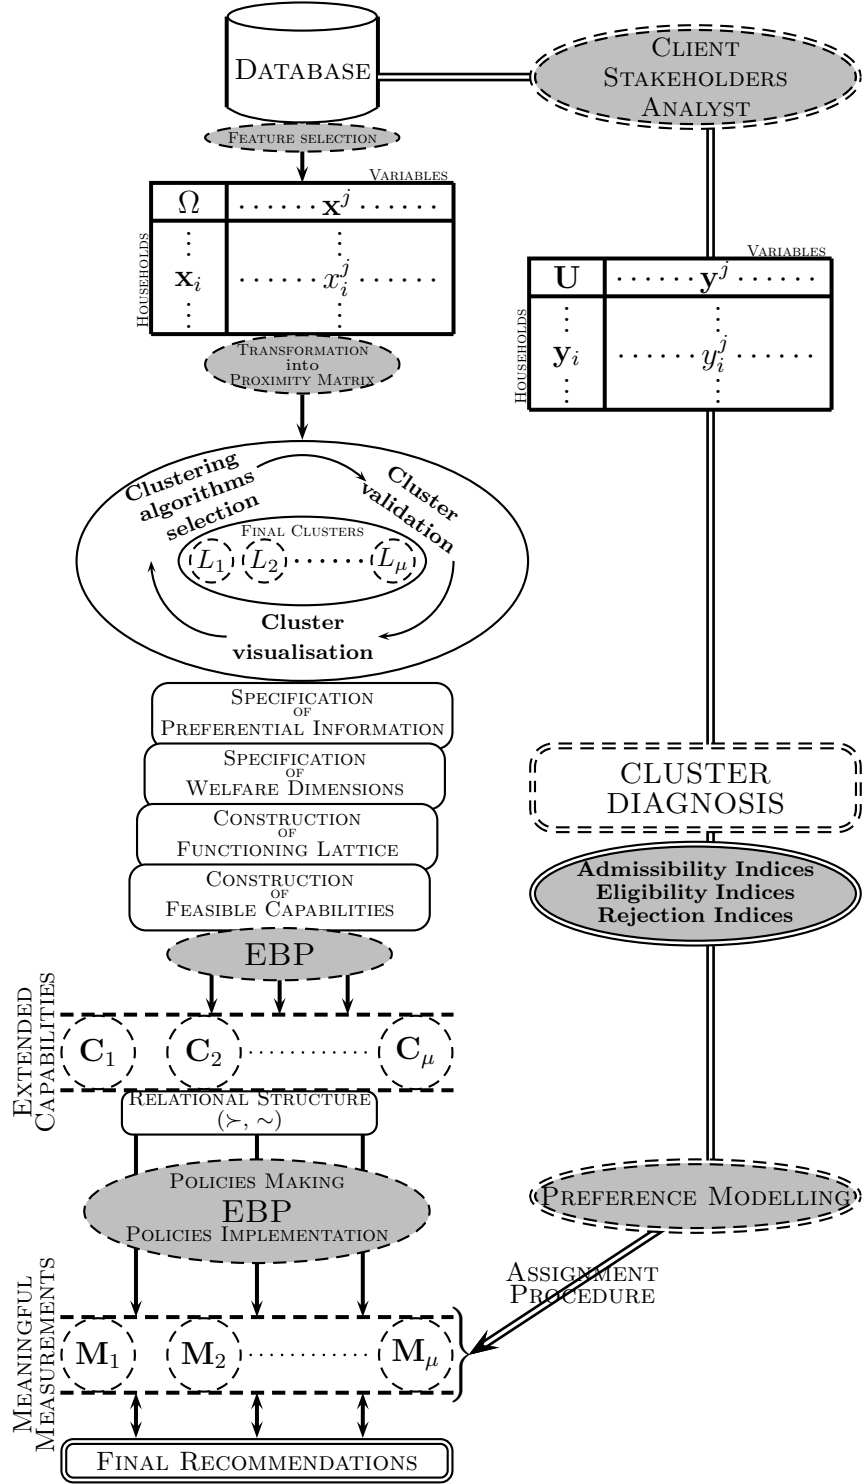 DATABASE
CLIENT
STAKEHOLDERS
ANALYST
FEATURE SELECTION
VARIABLES
Ω ······ x^j ······
HOUSEHOLDS
x_i ······ x_i^j ······
TRANSFORMATION
into
PROXIMITY MATRIX
VARIABLES
U ······ y^j ······
HOUSEHOLDS
y_i ······ y_i^j ······
Clustering
algorithms
selection
Cluster
validation
FINAL CLUSTERS
L_1 L_2 ······ L_μ
Cluster
visualisation
SPECIFICATION
OF
PREFERENTIAL INFORMATION
SPECIFICATION
OF
WELFARE DIMENSIONS
CONSTRUCTION
OF
FUNCTIONING LATTICE
CONSTRUCTION
OF
FEASIBLE CAPABILITIES
EBP
CLUSTER
DIAGNOSIS
Admissibility Indices
Eligibility Indices
Rejection Indices
EXTENDED
CAPABILITIES
C_1 C_2 ·············· C_μ
RELATIONAL STRUCTURE
(≻, ∼)
POLICIES MAKING
EBP
POLICIES IMPLEMENTATION
PREFERENCE MODELLING
ASSIGNMENT
PROCEDURE
MEANINGFUL
MEASUREMENTS
M_1 M_2 ·············· M_μ
FINAL RECOMMENDATIONS